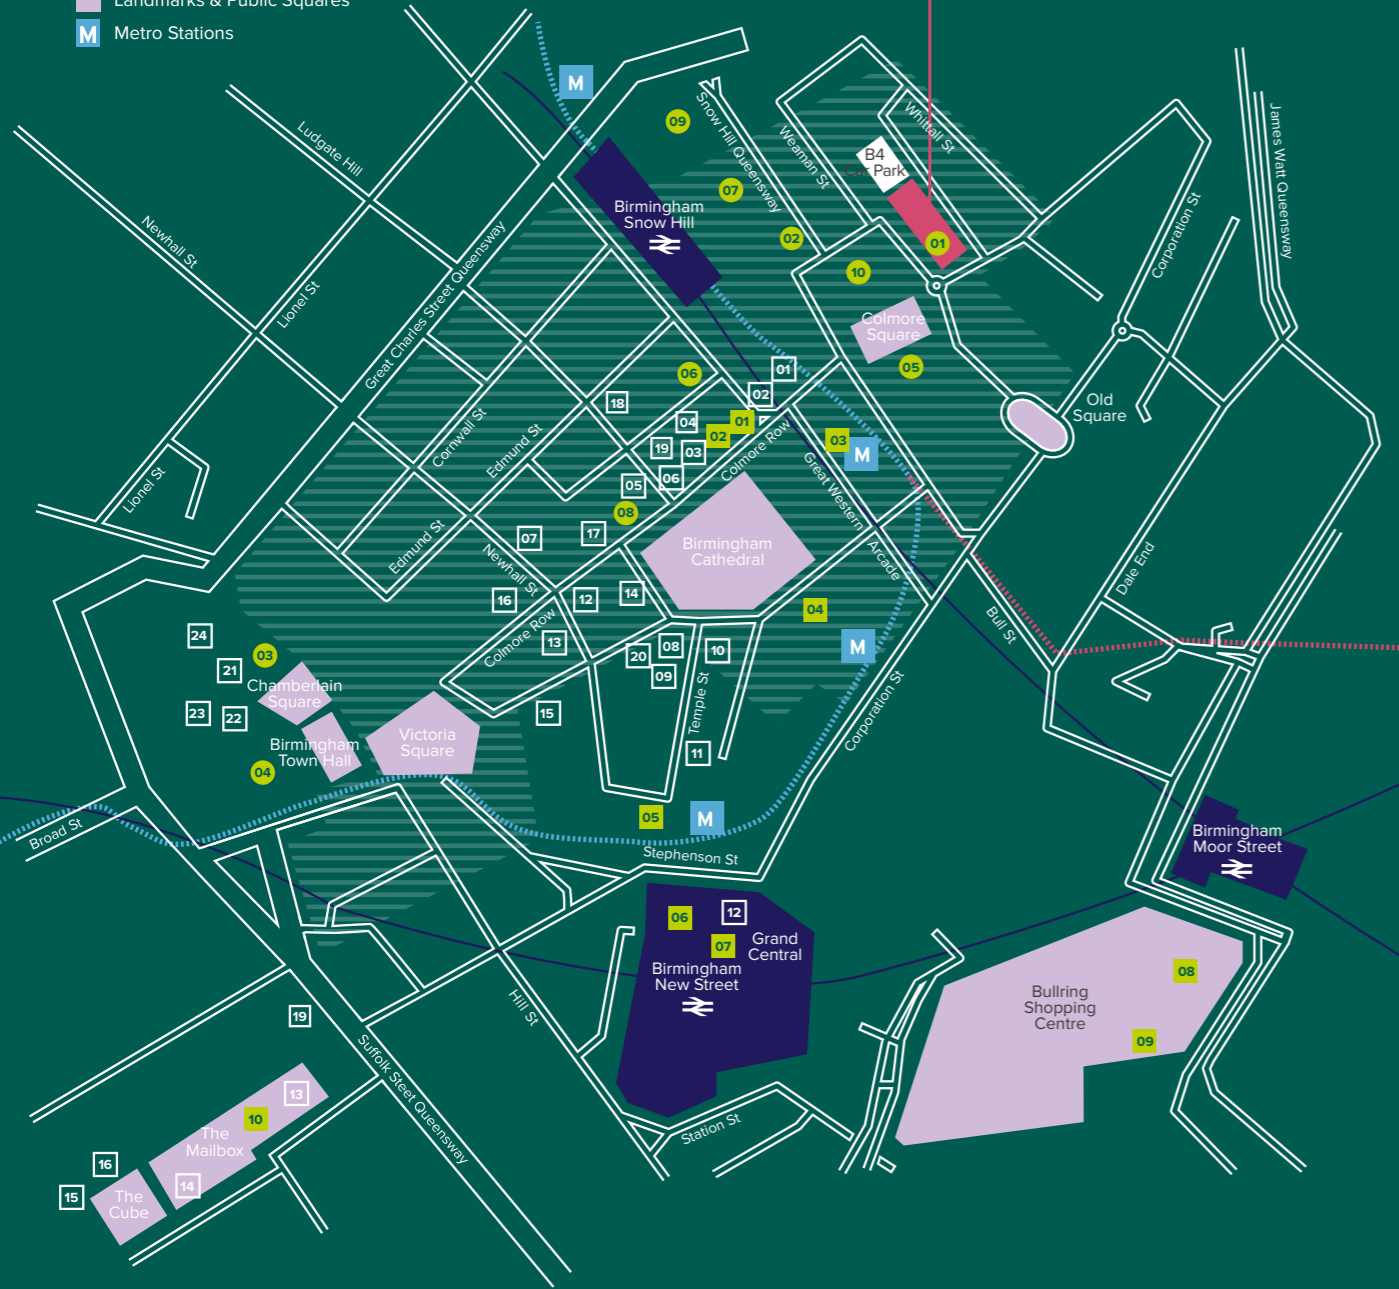 Landmarks & Public Squares
M Metro Stations
M
09
Snow Hill Queensway
Weaman St
Whittall St
B4
Car Park
James Watt Queensway
Ludgate Hill
07
Birmingham
Snow Hill
02
01
10
Corporation St
Newhall St
Lionel St
Great Charles Street Queensway
Colmore
Square
05
Old
Square
06
01
02
18
04
01
02
19
03
Colmore Row
03
M
Cornwall St
Edmund St
05
06
08
Great Western
Arcade
Lionel St
Edmund St
07
17
Birmingham
Cathedral
Newhall St
16
12
14
04
Dale End
Bull St
24
03
21
Colmore Row
13
20
08
09
10
M
Chamberlain
Square
23
22
15
Temple St
Corporation St
Victoria
Square
Birmingham
Town Hall
04
11
Broad St
05
M
Stephenson St
Birmingham
Moor Street
06
12
07
Grand
Central
Birmingham
New Street
08
Bullring
Shopping
Centre
09
Hill St
19
Suffolk Steet Queensway
13
10
The
Mailbox
Station St
16
15
14
The
Cube